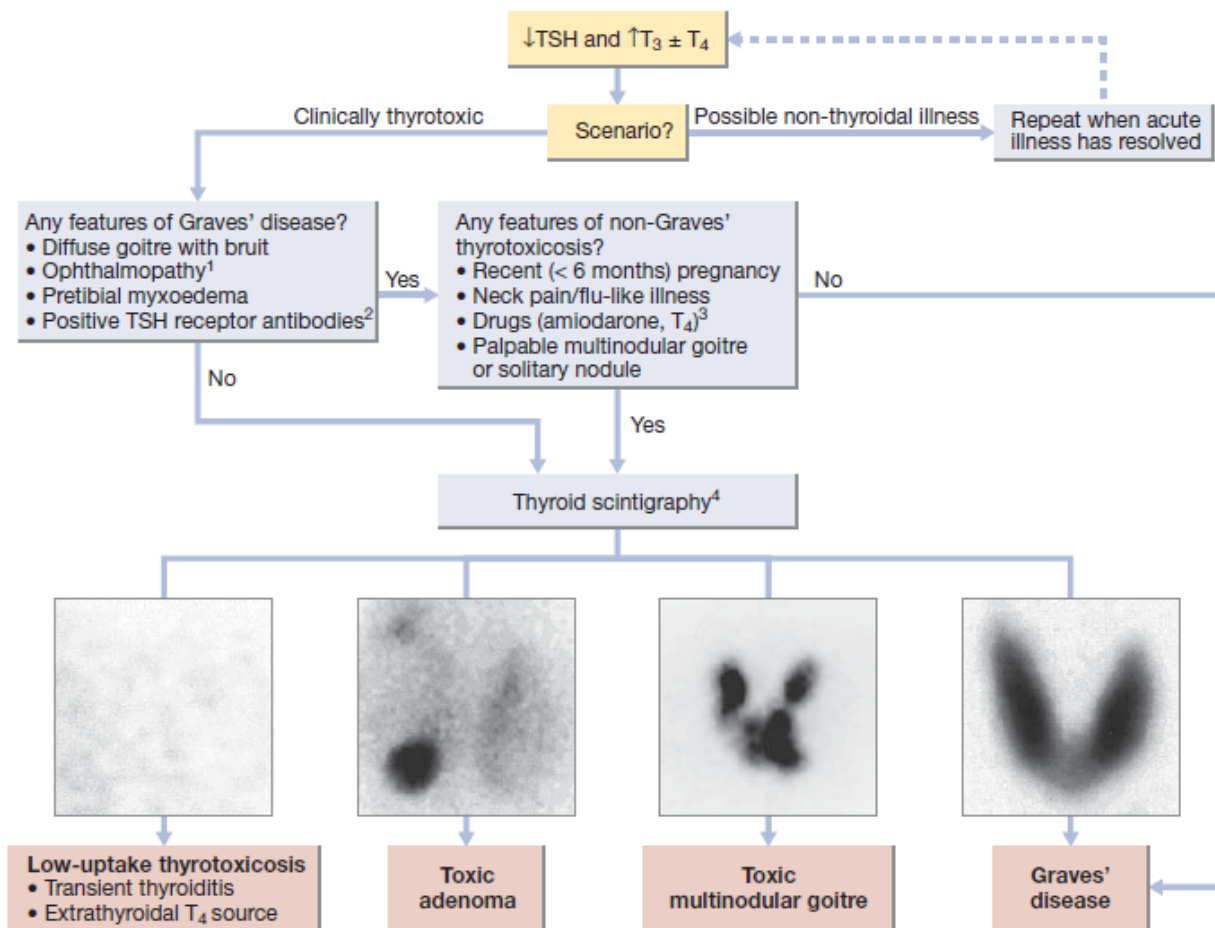 ↓TSH and ↑T₃ ± T₄
Clinically thyrotoxic
Scenario?
Possible non-thyroidal illness
Repeat when acute
illness has resolved
Any features of Graves’ disease?
• Diffuse goitre with bruit
• Ophthalmopathy¹
• Pretibial myxoedema
• Positive TSH receptor antibodies²
Yes
Any features of non-Graves’
thyrotoxicosis?
• Recent (< 6 months) pregnancy
• Neck pain/flu-like illness
• Drugs (amiodarone, T₄)³
• Palpable multinodular goitre
or solitary nodule
No
No
Yes
Thyroid scintigraphy⁴
Low-uptake thyrotoxicosis
• Transient thyroiditis
• Extrathyroidal T₄ source
Toxic
adenoma
Toxic
multinodular goitre
Graves’
disease